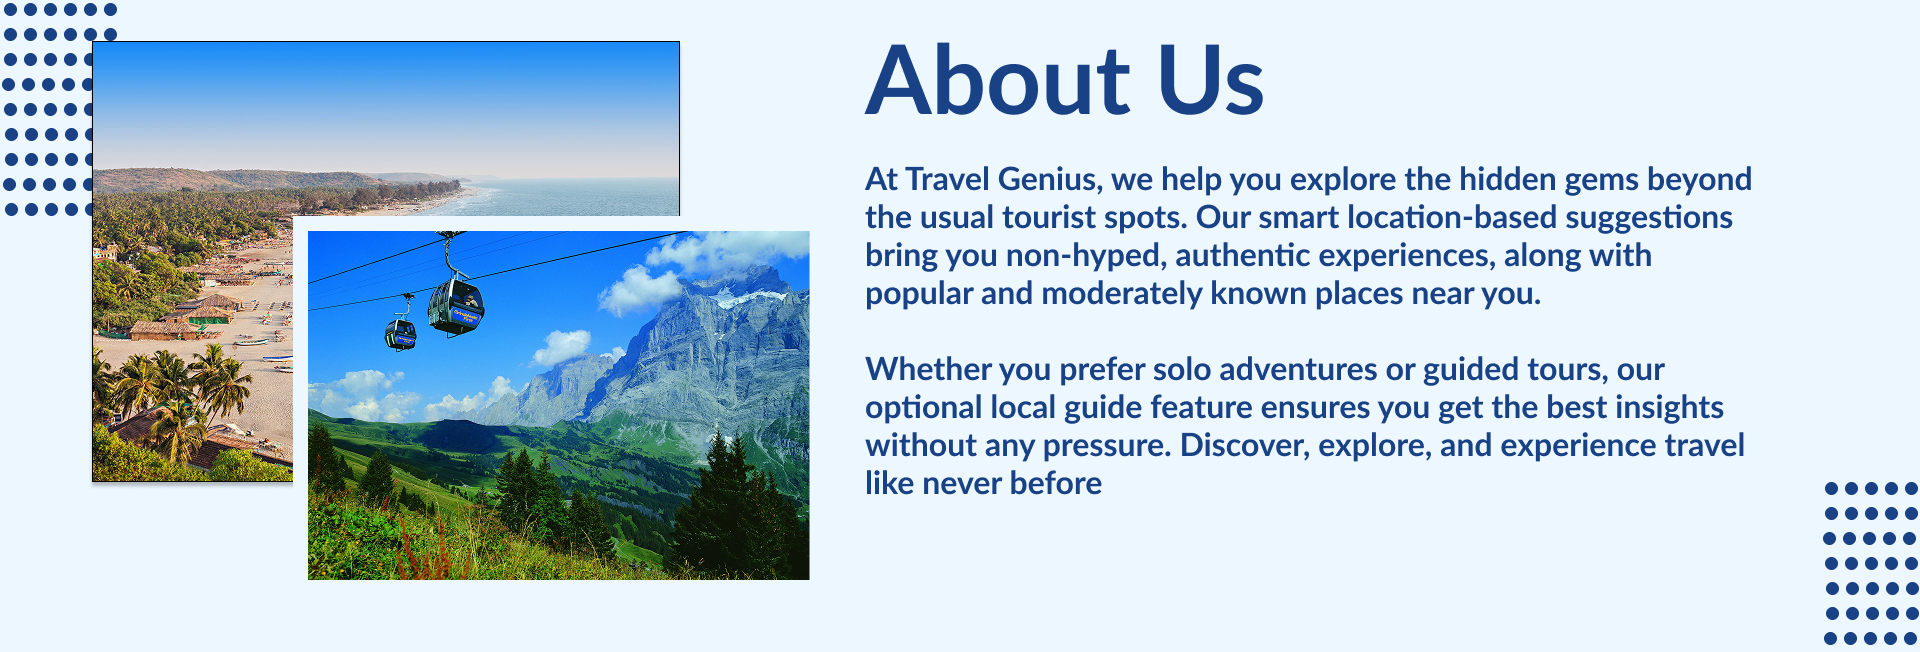 About Us
At Travel Genius, we help you explore the hidden gems beyond
the usual tourist spots. Our smart location-based suggestions
bring you non-hyped, authentic experiences, along with
popular and moderately known places near you.
Whether you prefer solo adventures or guided tours, our
optional local guide feature ensures you get the best insights
without any pressure. Discover, explore, and experience travel
like never before